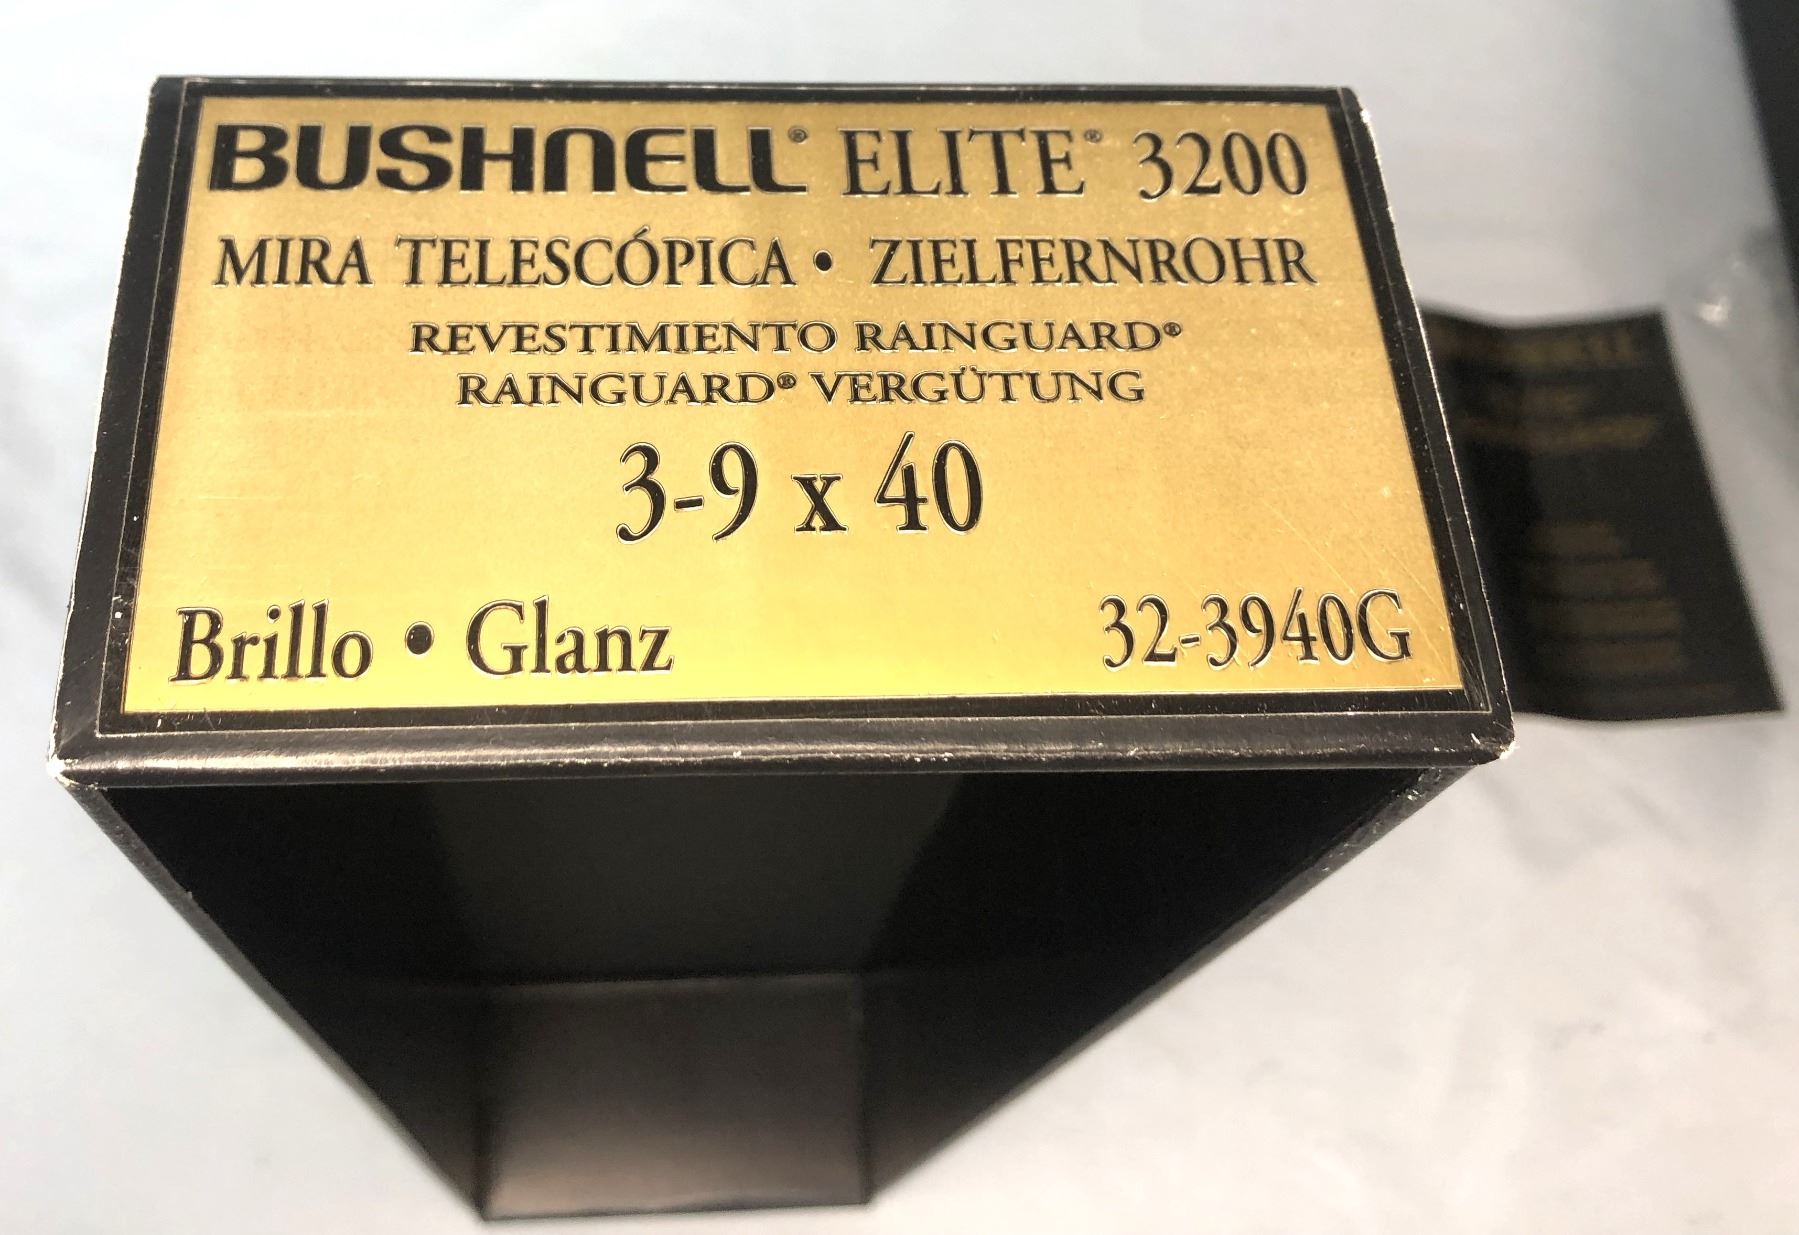 BUSHNELL® ELITE® 3200
MIRA TELESCÓPICA • ZIELFERNROHR
REVESTIMIENTO RAINGUARD®
RAINGUARD® VERGÜTUNG
3-9 x 40
Brillo • Glanz 32-3940G